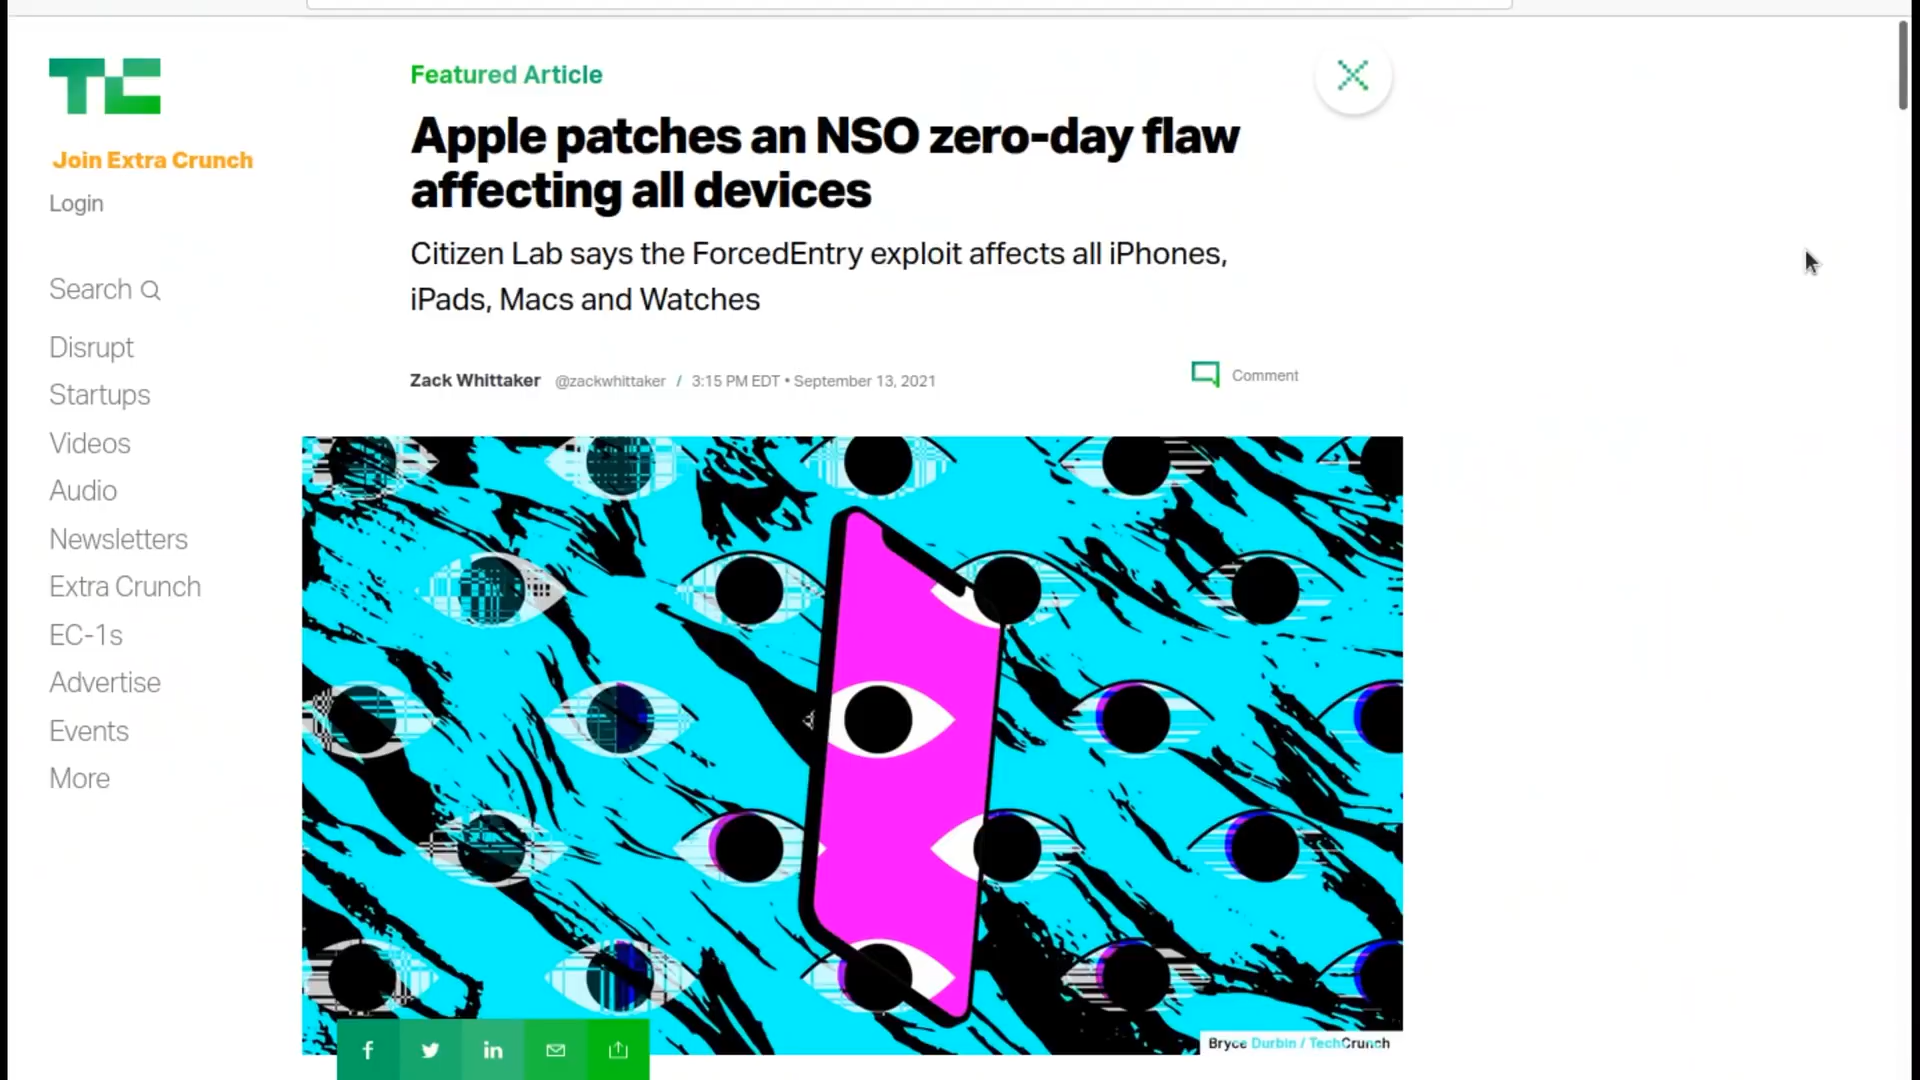 TC
Join Extra Crunch
Login
Search
Disrupt
Startups
Videos
Audio
Newsletters
Extra Crunch
EC-1s
Advertise
Events
More
Featured Article
Apple patches an NSO zero-day flaw
affecting all devices
Citizen Lab says the ForcedEntry exploit affects all iPhones,
iPads, Macs and Watches
Zack Whittaker @zackwhittaker / 3:15 PM EDT • September 13, 2021
Comment
Bryce Durbin / TechCrunch